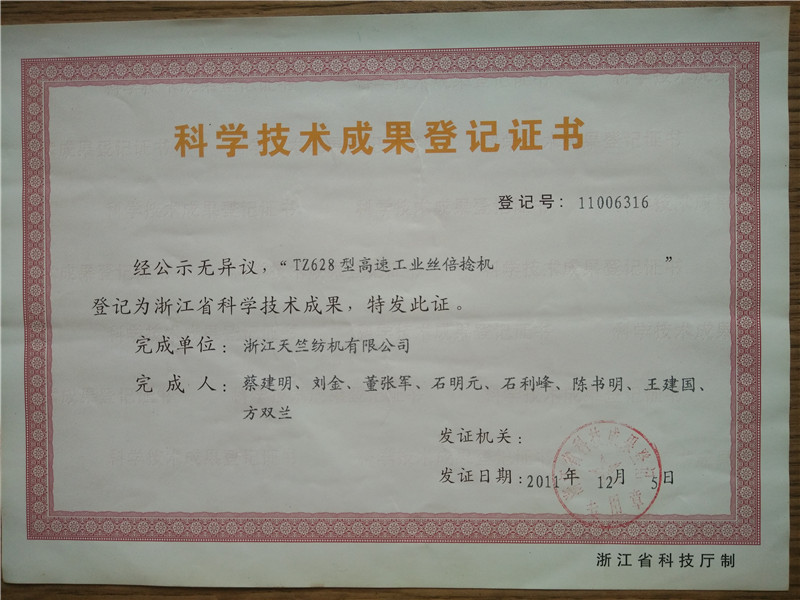 科学技术成果登记证书
登记号：11006316
经公示无异议，“TZ628型高速工业丝倍捻机”
登记为浙江省科学技术成果，特发此证。
完成单位：浙江天竺纺机有限公司
完成人：蔡建明、刘金、董张军、石明元、石利峰、陈书明、王建国、
方双兰
发证机关：
发证日期：2011年 12月 5日
专用章
浙江省科技厅制